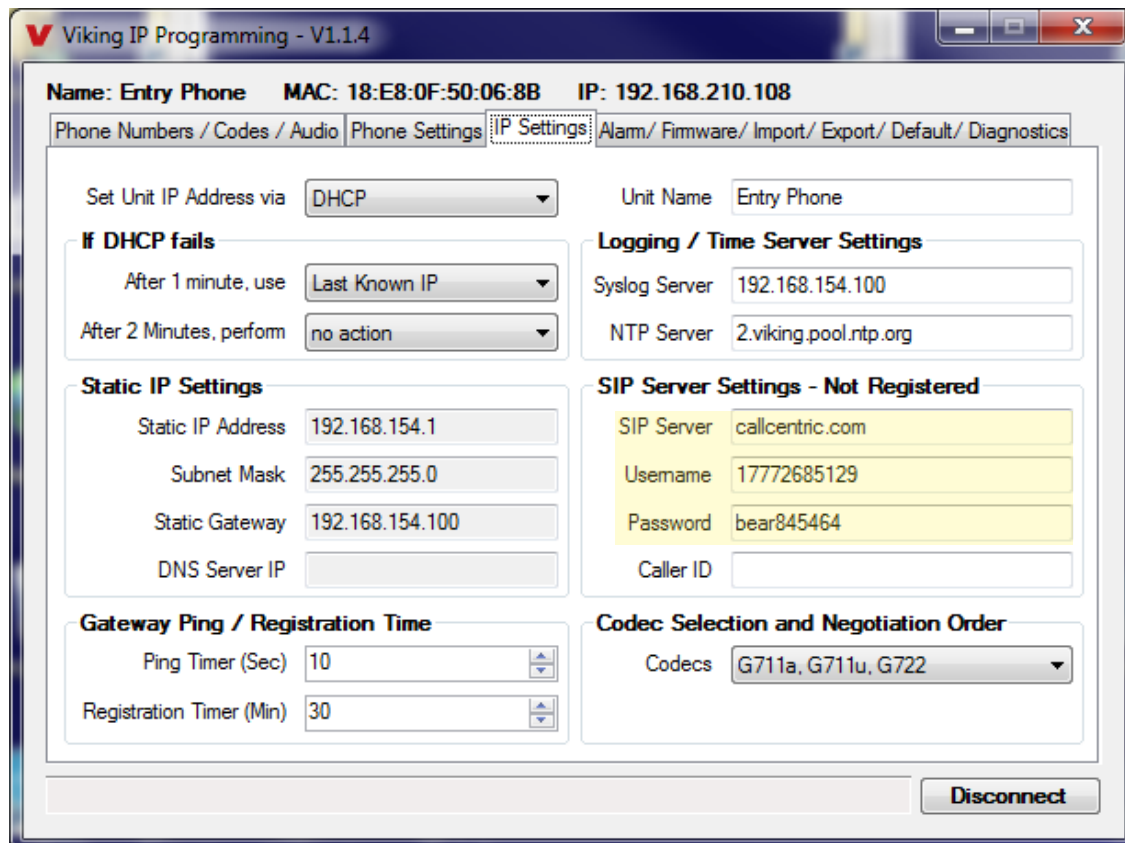 Viking IP Programming - V1.1.4
Name: Entry Phone MAC: 18:E8:0F:50:06:8B IP: 192.168.210.108
Phone Numbers / Codes / Audio Phone Settings IP Settings Alarm/ Firmware/ Import/ Export/ Default/ Diagnostics
Set Unit IP Address via DHCP
If DHCP fails
After 1 minute, use Last Known IP
After 2 Minutes, perform no action
Static IP Settings
Static IP Address 192.168.154.1
Subnet Mask 255.255.255.0
Static Gateway 192.168.154.100
DNS Server IP
Gateway Ping / Registration Time
Ping Timer (Sec) 10
Registration Timer (Min) 30
Unit Name Entry Phone
Logging / Time Server Settings
Syslog Server 192.168.154.100
NTP Server 2.viking.pool.ntp.org
SIP Server Settings - Not Registered
SIP Server callcentric.com
Username 17772685129
Password bear845464
Caller ID
Codec Selection and Negotiation Order
Codecs G711a, G711u, G722
Disconnect